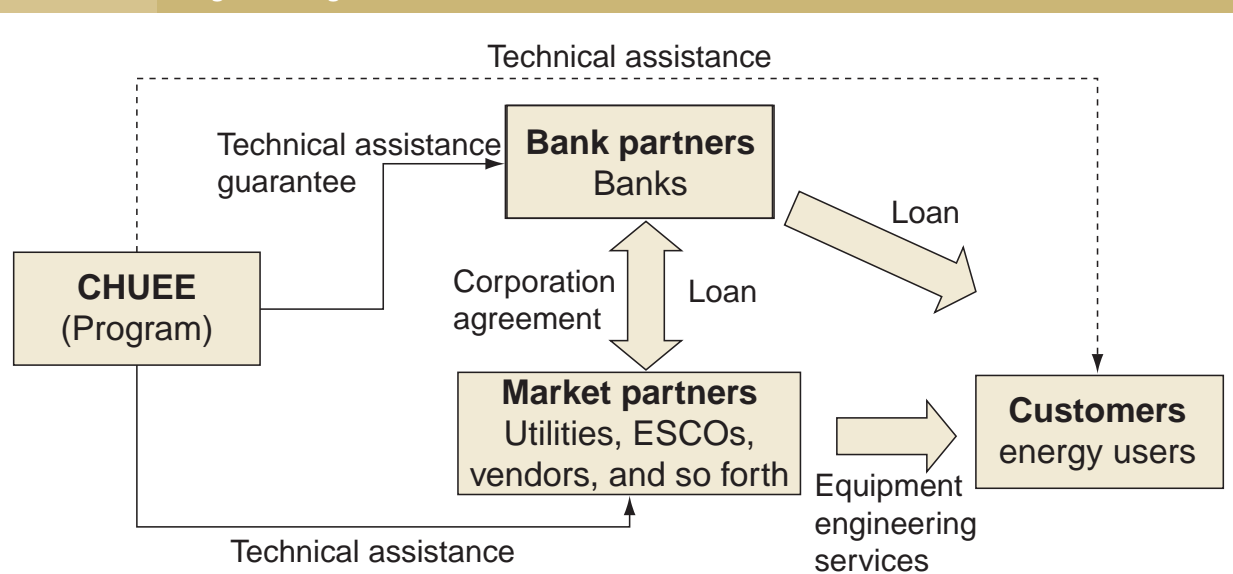 Technical assistance
Technical assistance
guarantee
Bank partners
Banks
Loan
CHUEE
(Program)
Corporation
agreement
Loan
Market partners
Utilities, ESCOs,
vendors, and so forth
Customers
energy users
Equipment
engineering
services
Technical assistance